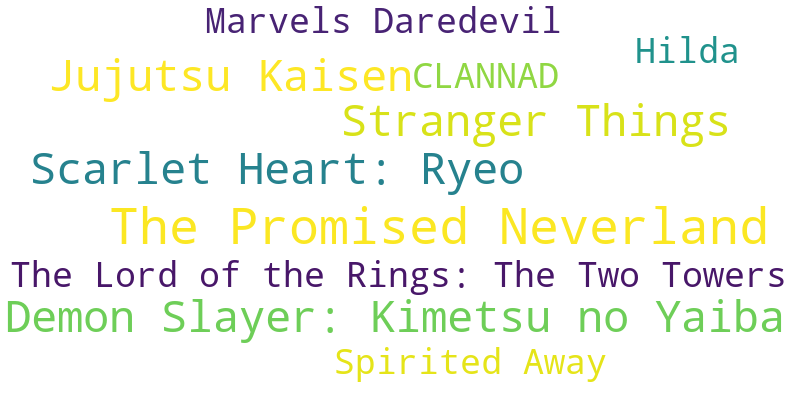 Marvels Daredevil
Hilda
Jujutsu Kaisen
CLANNAD
Stranger Things
Scarlet Heart: Ryeo
The Promised Neverland
The Lord of the Rings: The Two Towers
Demon Slayer: Kimetsu no Yaiba
Spirited Away